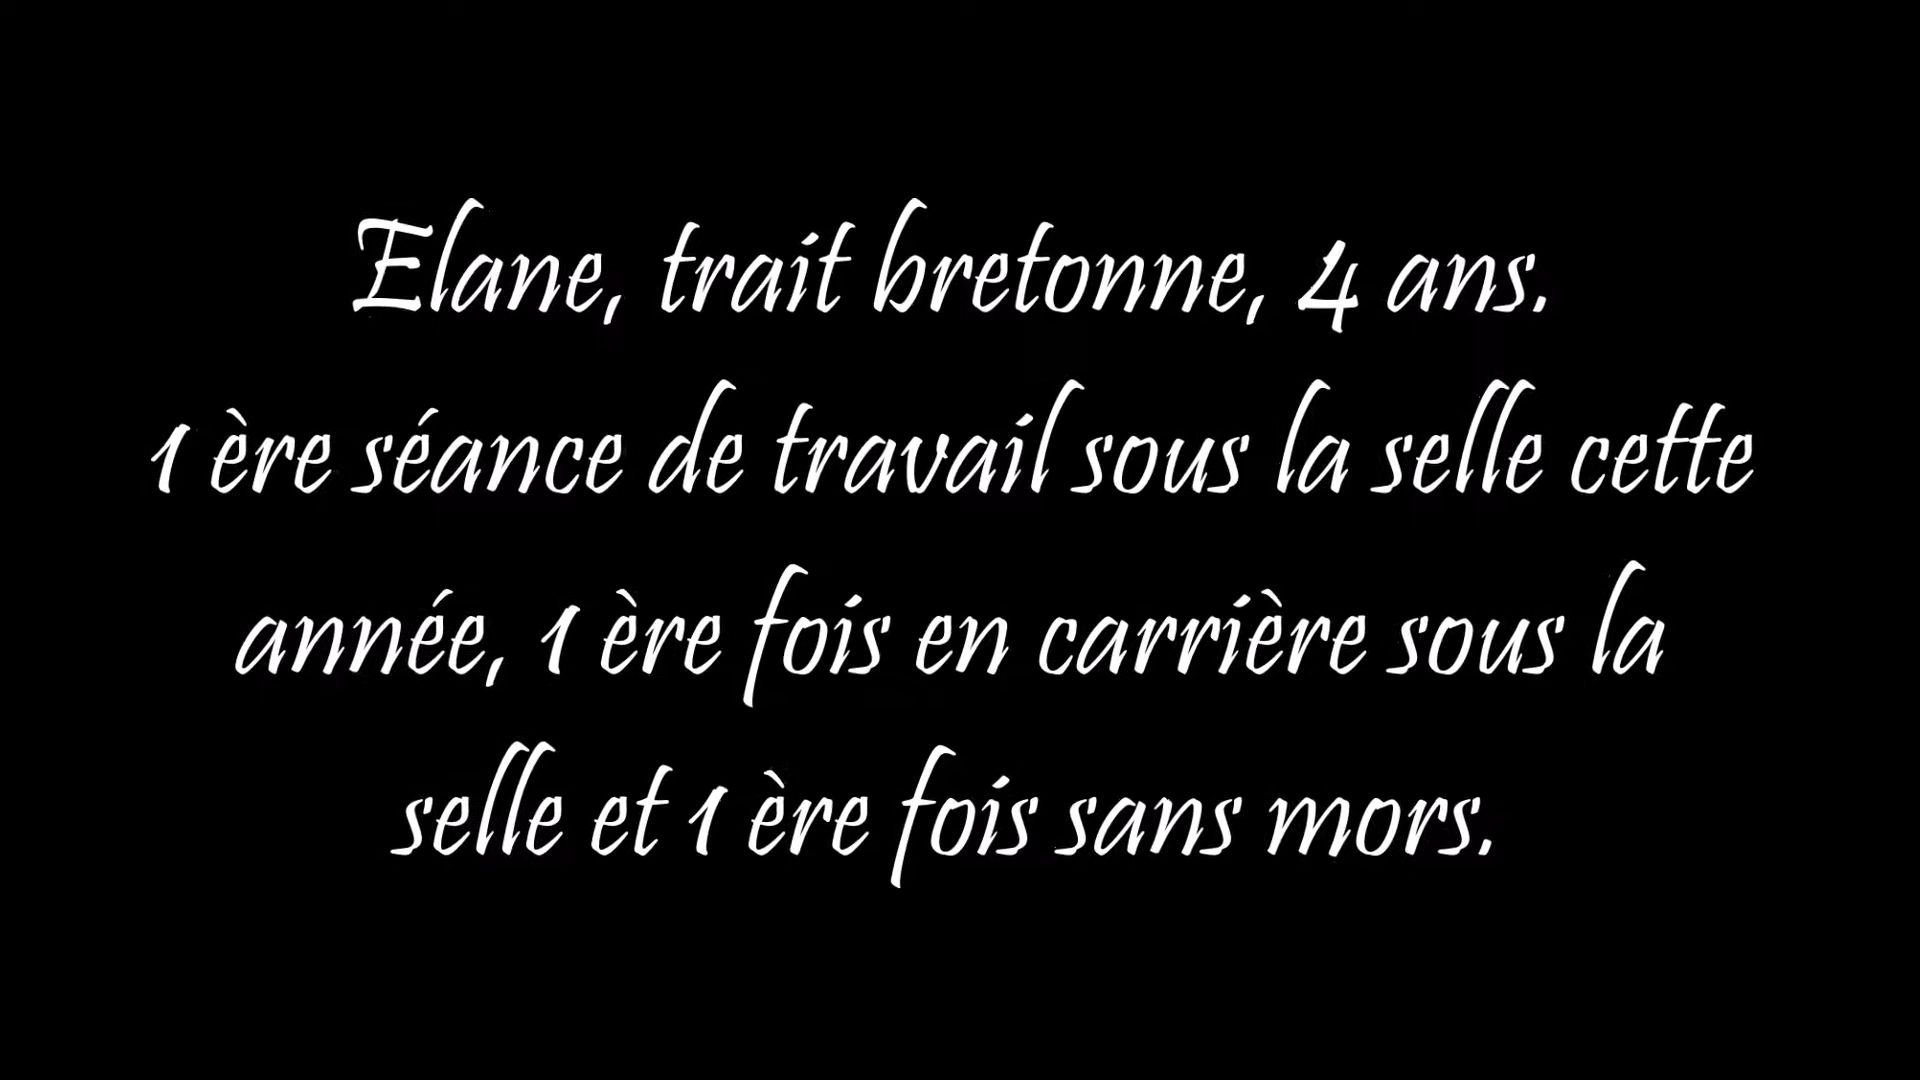 Elane, trait bretonne, 4 ans.
1 ère séance de travail sous la selle cette
année, 1 ère fois en carrière sous la
selle et 1 ère fois sans mors.